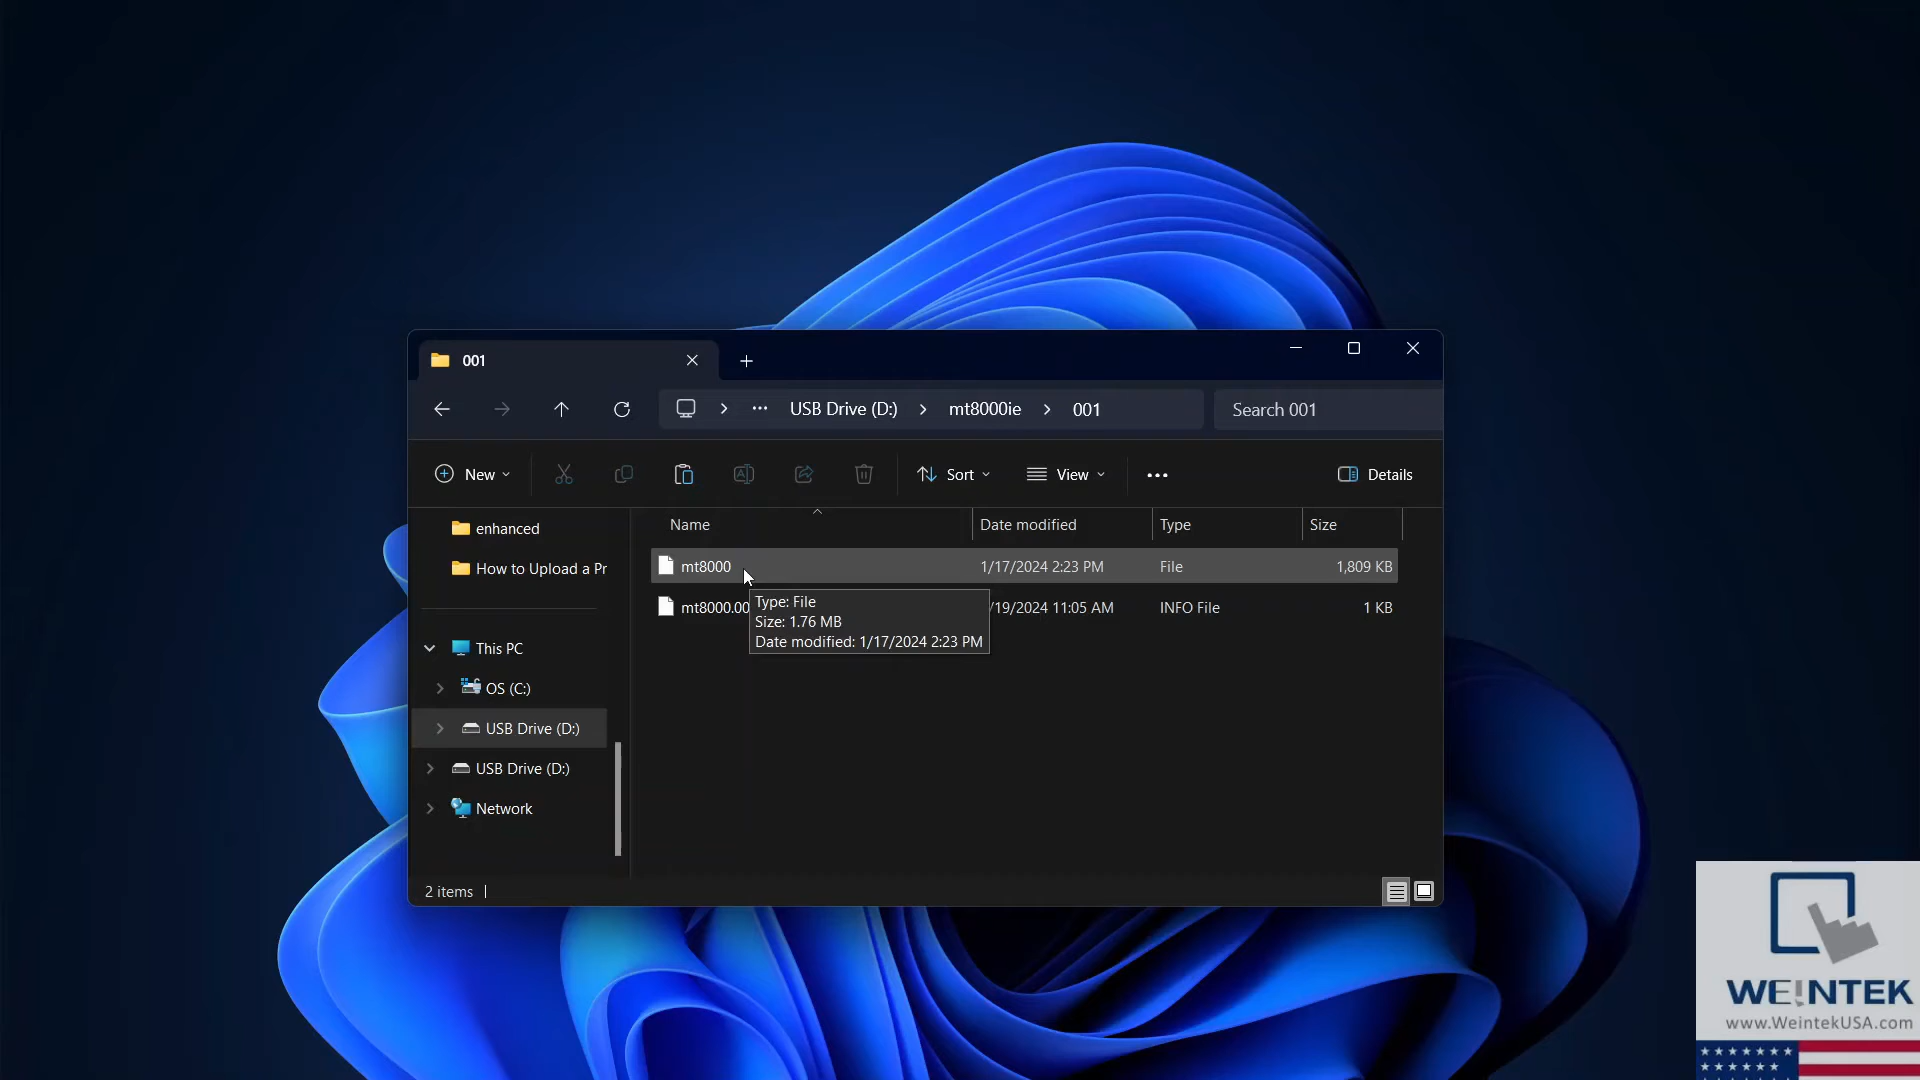 001
USB Drive (D:) mt8000ie 001
Search 001
New
Sort
View
Details
Name Date modified Type Size
enhanced
How to Upload a Pr
This PC
OS (C:)
USB Drive (D:)
USB Drive (D:)
Network
mt8000 1/17/2024 2:23 PM File 1,809 KB
mt8000.00 /19/2024 11:05 AM INFO File 1 KB
Type: File
Size: 1.76 MB
Date modified: 1/17/2024 2:23 PM
2 items
WEINTEK
www.WeintekUSA.com